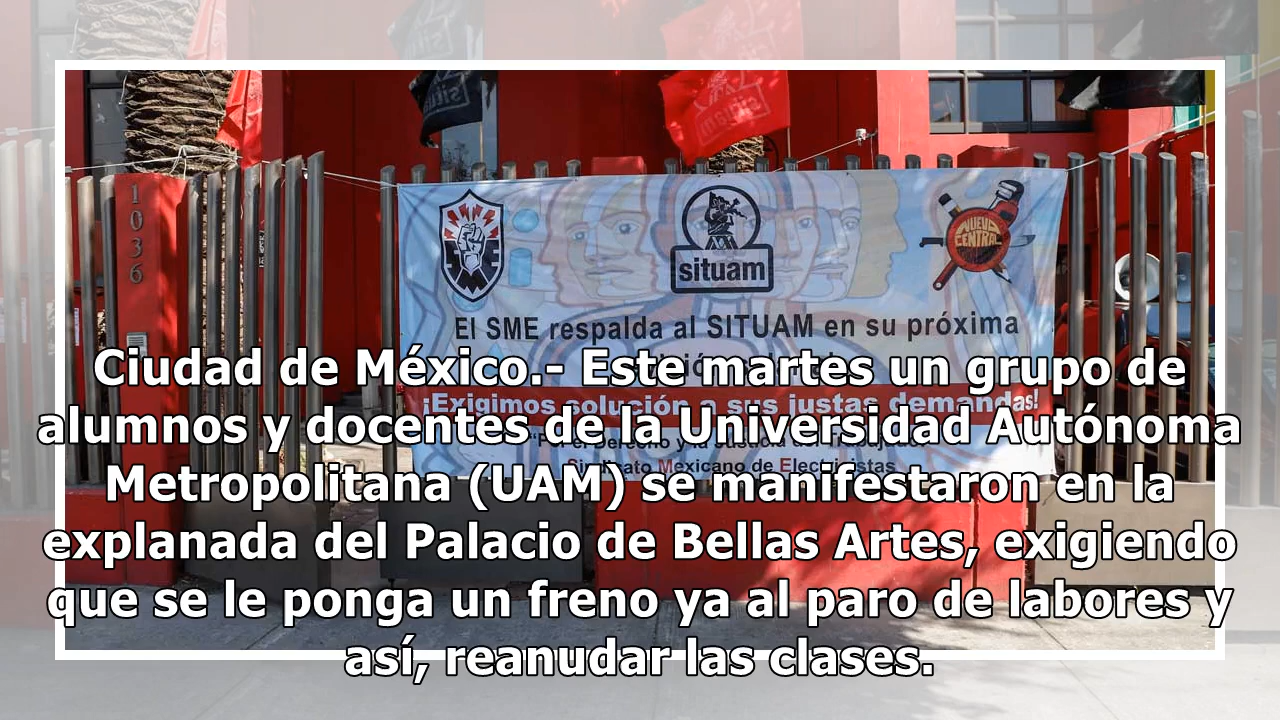 situam
situam
1036
SME
situam
NUEVA
CENTRAL
El SME respalda al SITUAM en su próxima
¡Exigimos solución a sus justas demandas!
Sindicato Mexicano de Electricistas
Ciudad de México.- Este martes un grupo de
alumnos y docentes de la Universidad Autónoma
Metropolitana (UAM) se manifestaron en la
explanada del Palacio de Bellas Artes, exigiendo
que se le ponga un freno ya al paro de labores y
así, reanudar las clases.